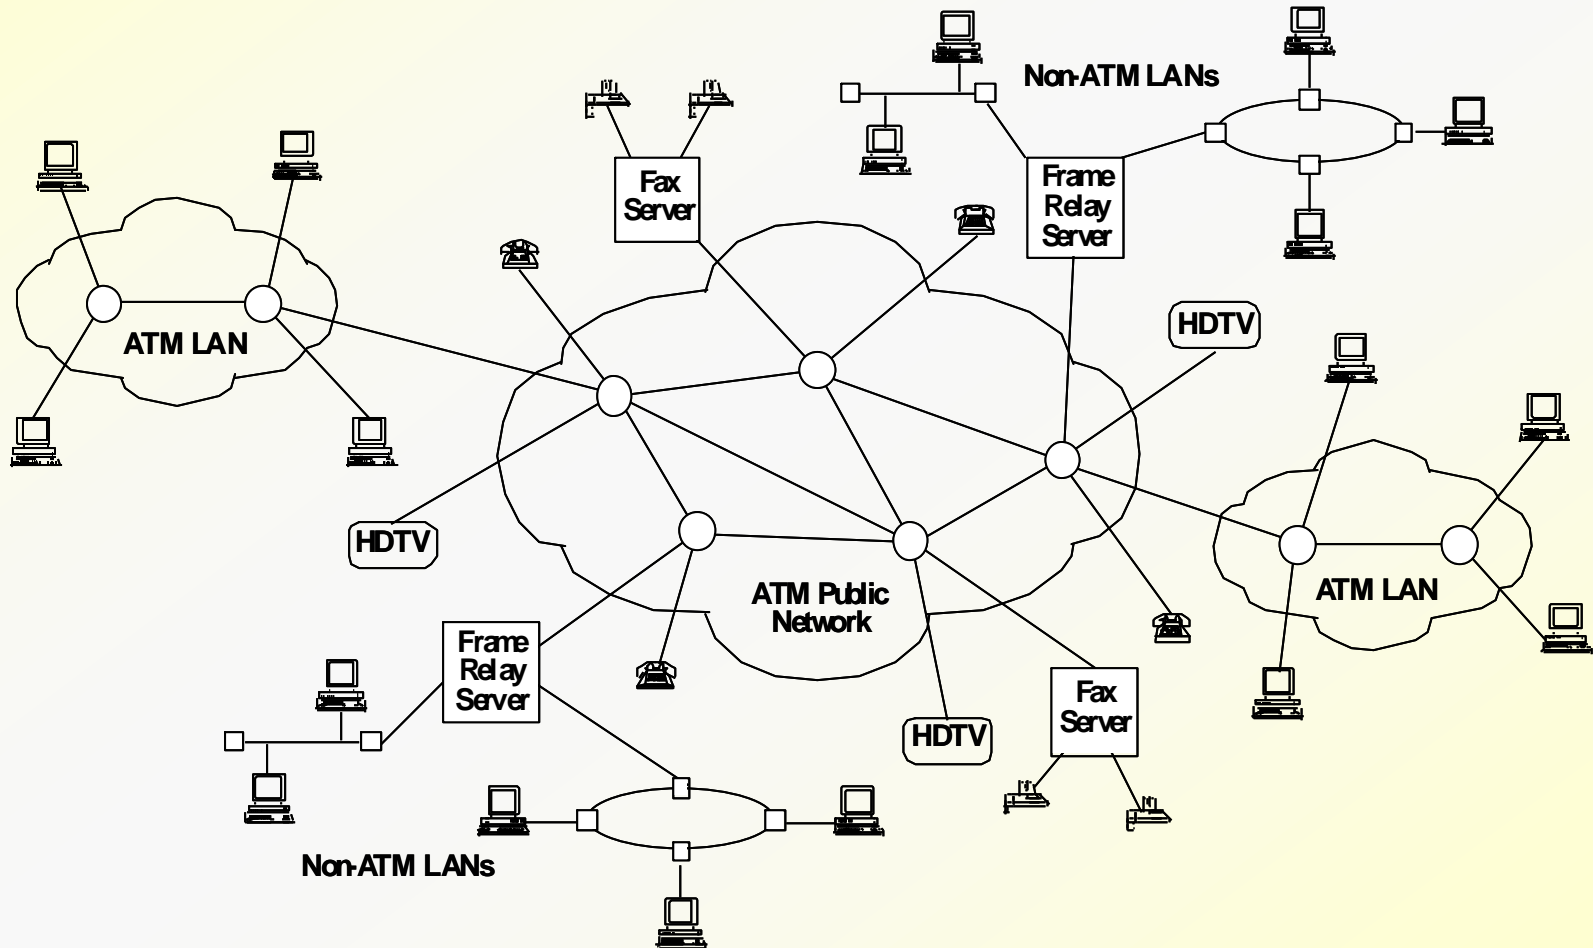 Non-ATM LANs
Fax
Server
Frame
Relay
Server
HDTV
ATM LAN
HDTV
ATM Public
Network
ATM LAN
Frame
Relay
Server
Fax
Server
HDTV
Non-ATM LANs